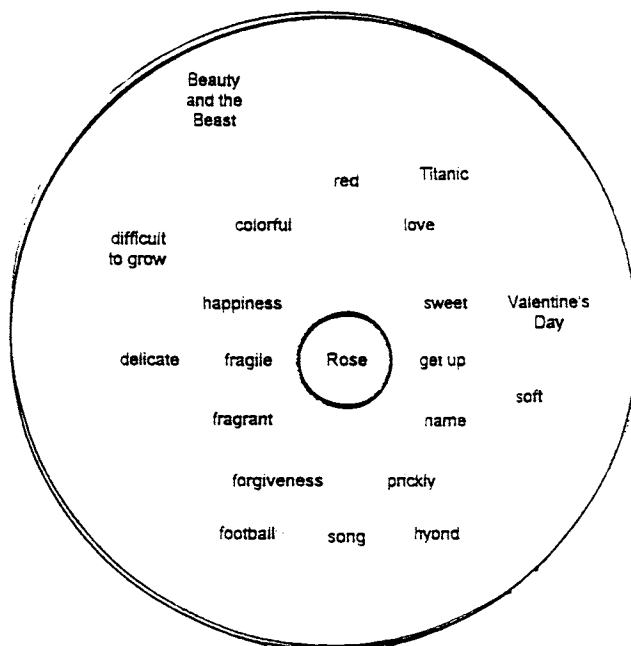 Beauty
and the
Beast
red
Titanic
colorful
love
difficult
to grow
happiness
sweet
Valentine's
Day
delicate
fragile
Rose
get up
soft
fragrant
name
forgiveness
prickly
football
song
hyond